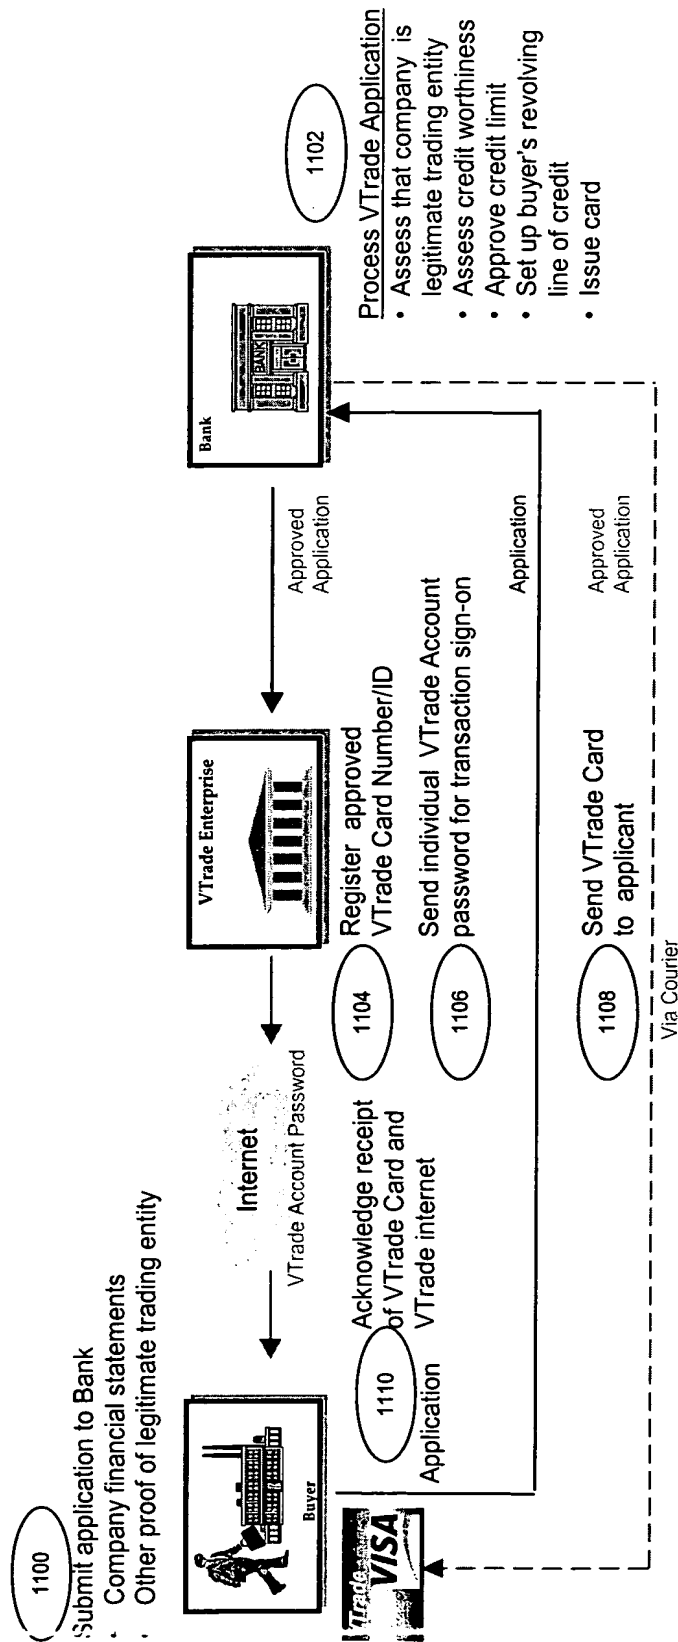 1100
Submit application to Bank
• Company financial statements
• Other proof of legitimate trading entity
Buyer
Trade
VISA
Internet
VTrade Account Password
VTrade Enterprise
Approved
Application
Bank
BANK
1102
Process VTrade Application
• Assess that company is
legitimate trading entity
• Assess credit worthiness
• Approve credit limit
• Set up buyer's revolving
line of credit
• Issue card
1104
Register approved
VTrade Card Number/ID
1106
Send individual VTrade Account
password for transaction sign-on
1110
Acknowledge receipt
of VTrade Card and
VTrade internet
Application
Application
1108
Send VTrade Card
to applicant
Approved
Application
Via Courier